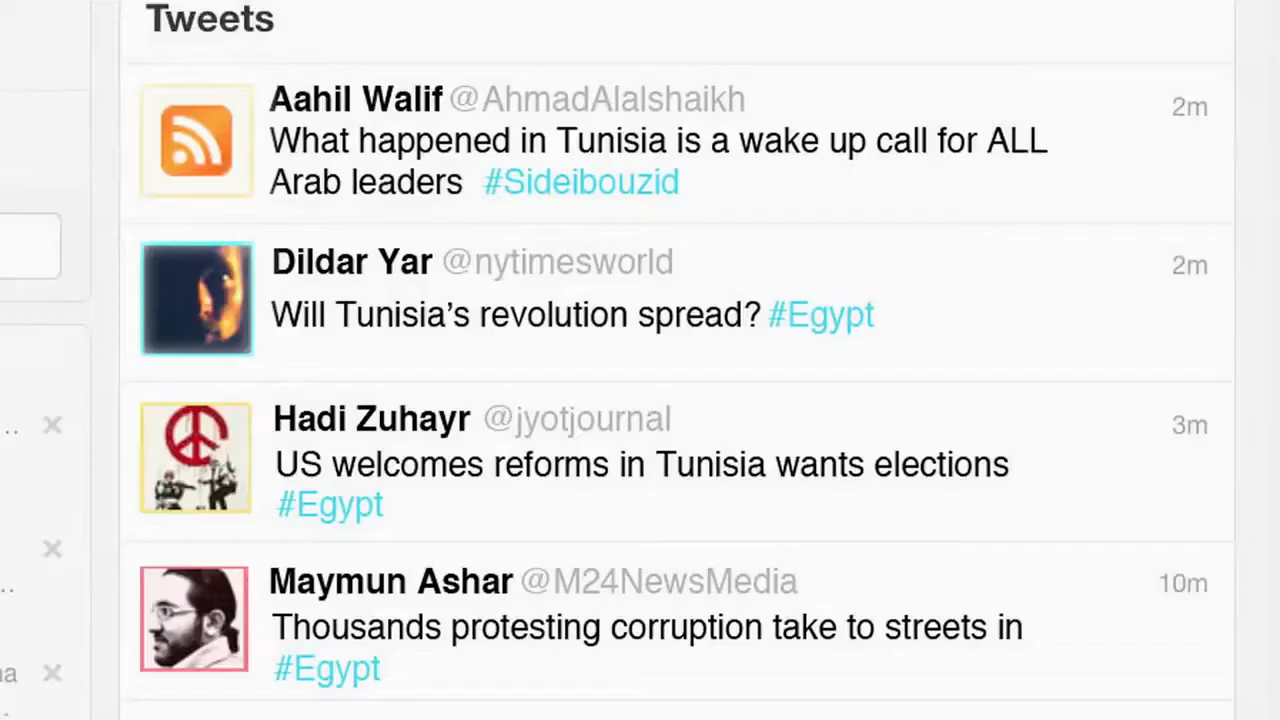 Tweets
Aahil Walif @AhmadAlalshaikh 2m
What happened in Tunisia is a wake up call for ALL
Arab leaders #Sideibouzid
Dildar Yar @nytimesworld 2m
Will Tunisia’s revolution spread? #Egypt
Hadi Zuhayr @jyotjournal 3m
US welcomes reforms in Tunisia wants elections
#Egypt
Maymun Ashar @M24NewsMedia 10m
Thousands protesting corruption take to streets in
#Egypt